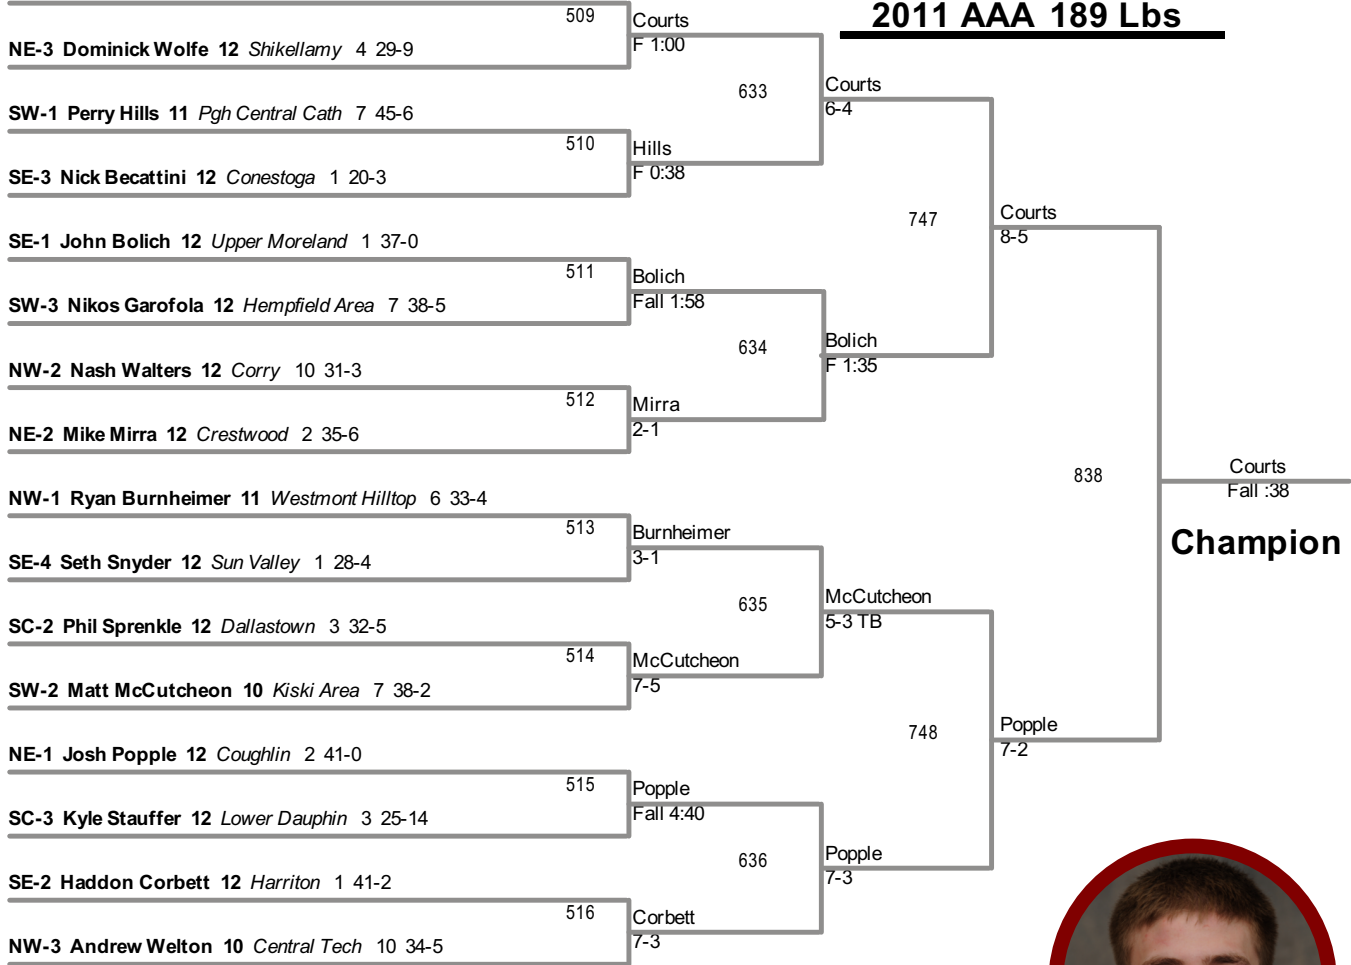 2011 AAA 189 Lbs
509
Courts
F 1:00
NE-3 Dominick Wolfe 12 Shikellamy 4 29-9
633
Courts
6-4
SW-1 Perry Hills 11 Pgh Central Cath 7 45-6
510
Hills
F 0:38
SE-3 Nick Becattini 12 Conestoga 1 20-3
747
Courts
8-5
SE-1 John Bolich 12 Upper Moreland 1 37-0
511
Bolich
Fall 1:58
SW-3 Nikos Garofola 12 Hempfield Area 7 38-5
634
Bolich
F 1:35
NW-2 Nash Walters 12 Corry 10 31-3
512
Mirra
2-1
NE-2 Mike Mirra 12 Crestwood 2 35-6
838
Courts
Fall :38
Champion
NW-1 Ryan Burnheimer 11 Westmont Hilltop 6 33-4
513
Burnheimer
3-1
SE-4 Seth Snyder 12 Sun Valley 1 28-4
635
McCutcheon
5-3 TB
SC-2 Phil Sprenkle 12 Dallastown 3 32-5
514
McCutcheon
7-5
SW-2 Matt McCutcheon 10 Kiski Area 7 38-2
748
Popple
7-2
NE-1 Josh Popple 12 Coughlin 2 41-0
515
Popple
Fall 4:40
SC-3 Kyle Stauffer 12 Lower Dauphin 3 25-14
636
Popple
7-3
SE-2 Haddon Corbett 12 Harriton 1 41-2
516
Corbett
7-3
NW-3 Andrew Welton 10 Central Tech 10 34-5